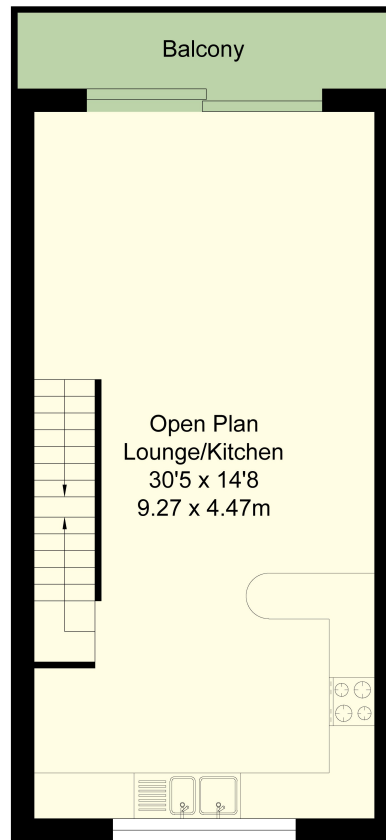 Balcony
Open Plan
Lounge/Kitchen
30'5 x 14'8
9.27 x 4.47m